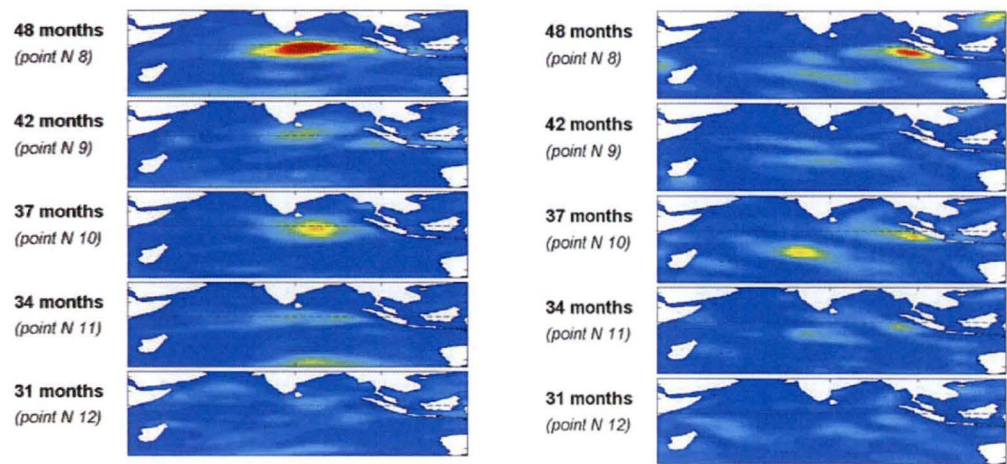 48 months
(point N 8)
42 months
(point N 9)
37 months
(point N 10)
34 months
(point N 11)
31 months
(point N 12)
48 months
(point N 8)
42 months
(point N 9)
37 months
(point N 10)
34 months
(point N 11)
31 months
(point N 12)